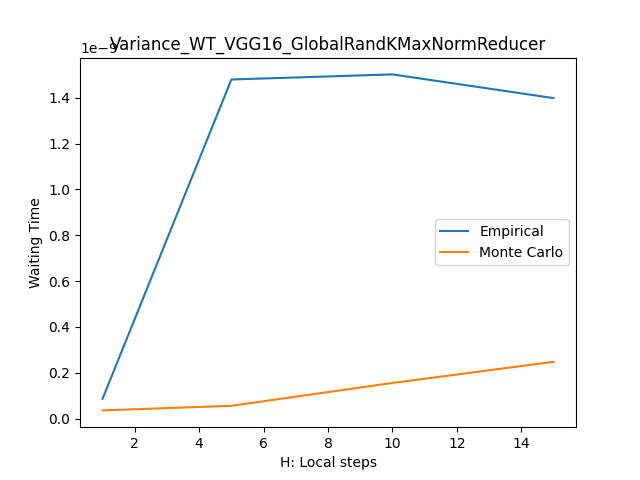 Variance_WT_VGG16_GlobalRandKMaxNormReducer
1e−9
1.4
1.2
1.0
0.8
0.6
0.4
0.2
0.0
Waiting Time
Empirical
Monte Carlo
2 4 6 8 10 12 14
H: Local steps